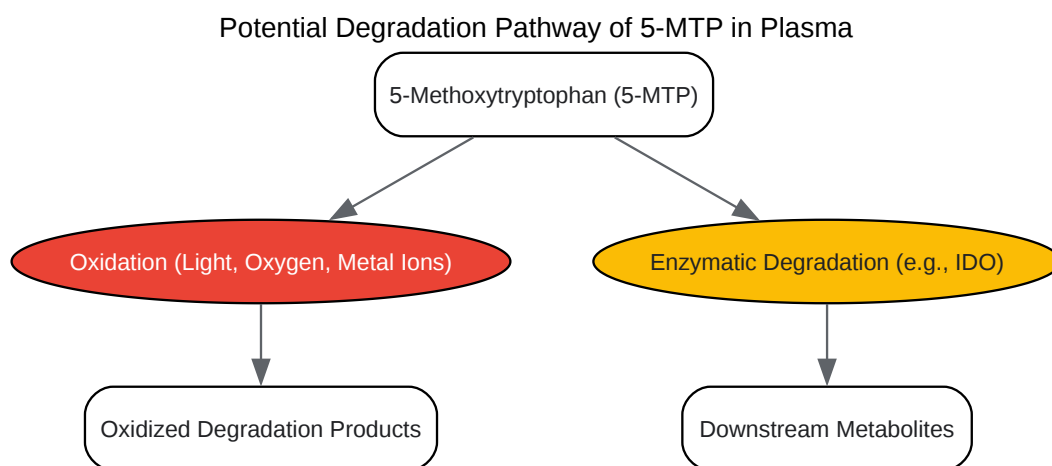 Potential Degradation Pathway of 5-MTP in Plasma
5-Methoxytryptophan (5-MTP)
Oxidation (Light, Oxygen, Metal Ions)
Enzymatic Degradation (e.g., IDO)
Oxidized Degradation Products
Downstream Metabolites